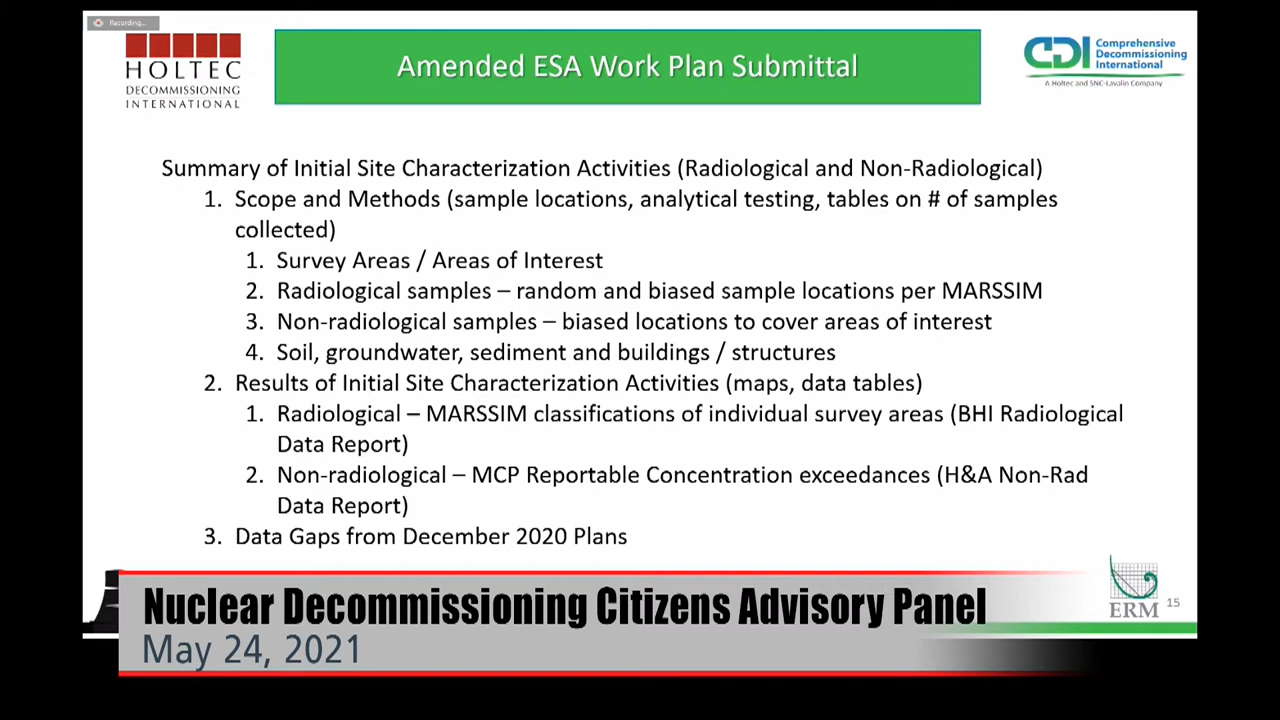 Recording...
HOLTEC
DECOMMISSIONING
INTERNATIONAL
Amended ESA Work Plan Submittal
CDI Comprehensive
Decommissioning
International
A Holtec and SNC-Lavalin Company
Summary of Initial Site Characterization Activities (Radiological and Non-Radiological)
1. Scope and Methods (sample locations, analytical testing, tables on # of samples
collected)
1. Survey Areas / Areas of Interest
2. Radiological samples – random and biased sample locations per MARSSIM
3. Non-radiological samples – biased locations to cover areas of interest
4. Soil, groundwater, sediment and buildings / structures
2. Results of Initial Site Characterization Activities (maps, data tables)
1. Radiological – MARSSIM classifications of individual survey areas (BHI Radiological
Data Report)
2. Non-radiological – MCP Reportable Concentration exceedances (H&A Non-Rad
Data Report)
3. Data Gaps from December 2020 Plans
Nuclear Decommissioning Citizens Advisory Panel
May 24, 2021
ERM
15